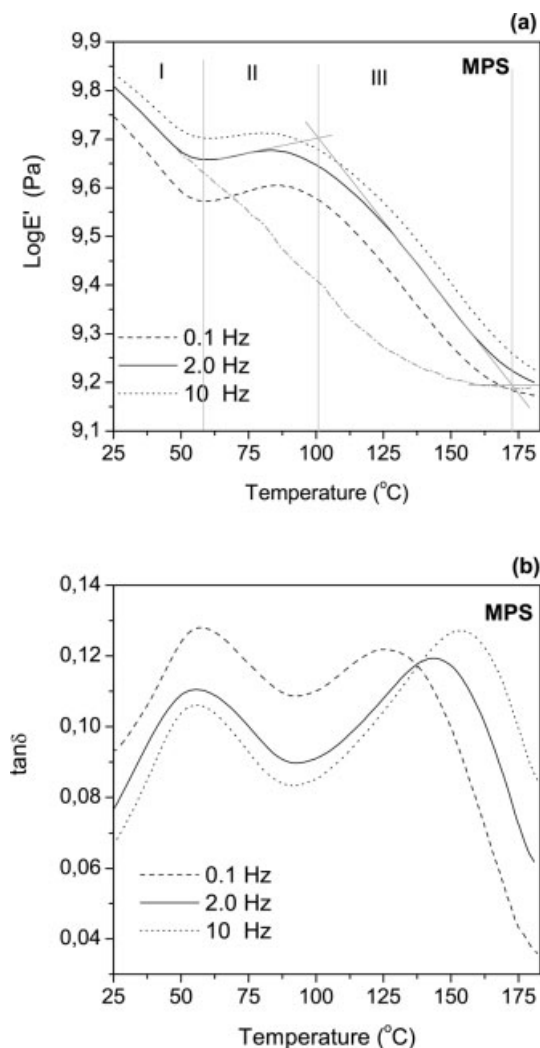 (a)
9,9
9,8
9,7
9,6
9,5
9,4
9,3
9,2
9,1
LogE' (Pa)
I II III MPS
0.1 Hz
2.0 Hz
10 Hz
25 50 75 100 125 150 175
Temperature (°C)
(b)
0,14
0,12
0,10
0,08
0,06
0,04
tanδ
MPS
0.1 Hz
2.0 Hz
10 Hz
25 50 75 100 125 150 175
Temperature (°C)